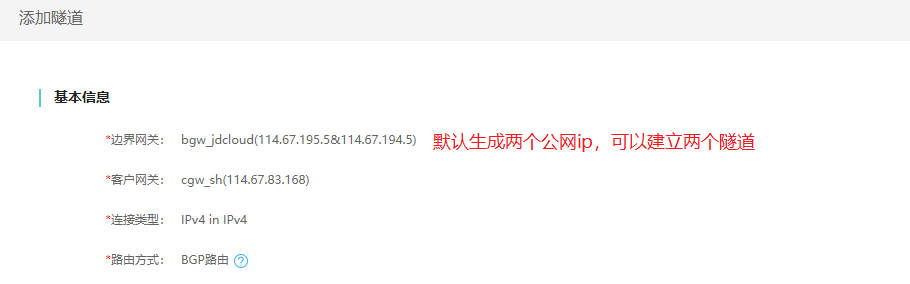 添加隧道
基本信息
*边界网关： bgw_jdcloud(114.67.195.5&114.67.194.5) 默认生成两个公网ip，可以建立两个隧道
*客户网关： cgw_sh(114.67.83.168)
*连接类型： IPv4 in IPv4
*路由方式： BGP路由 ?